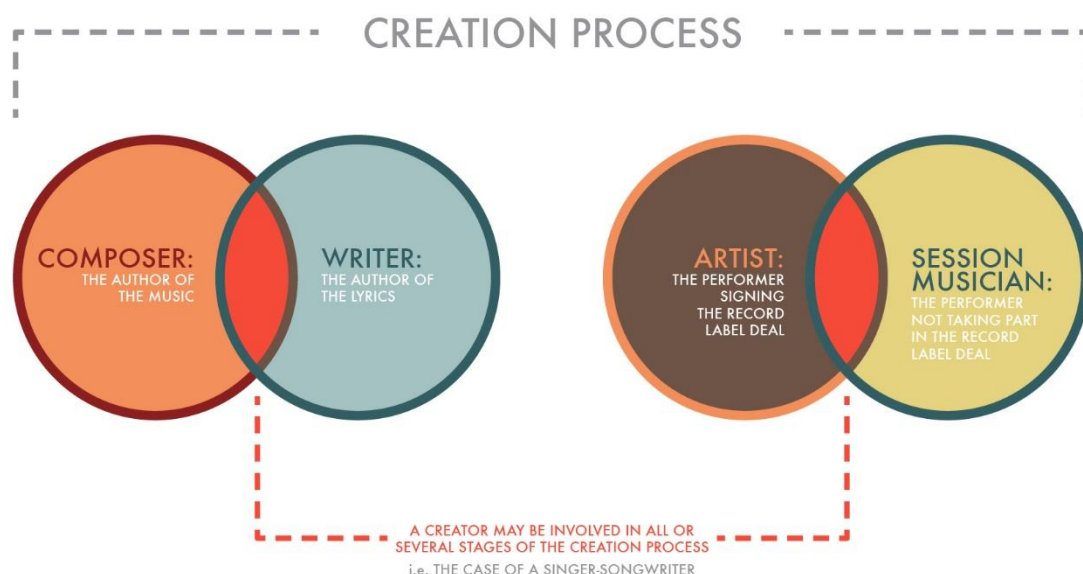 CREATION PROCESS
COMPOSER:
THE AUTHOR OF
THE MUSIC
WRITER:
THE AUTHOR OF
THE LYRICS
ARTIST:
THE PERFORMER
SIGNING
THE RECORD
LABEL DEAL
SESSION
MUSICIAN:
THE PERFORMER
NOT TAKING PART
IN THE RECORD
LABEL DEAL
A CREATOR MAY BE INVOLVED IN ALL OR
SEVERAL STAGES OF THE CREATION PROCESS
i.e. THE CASE OF A SINGER-SONGWRITER